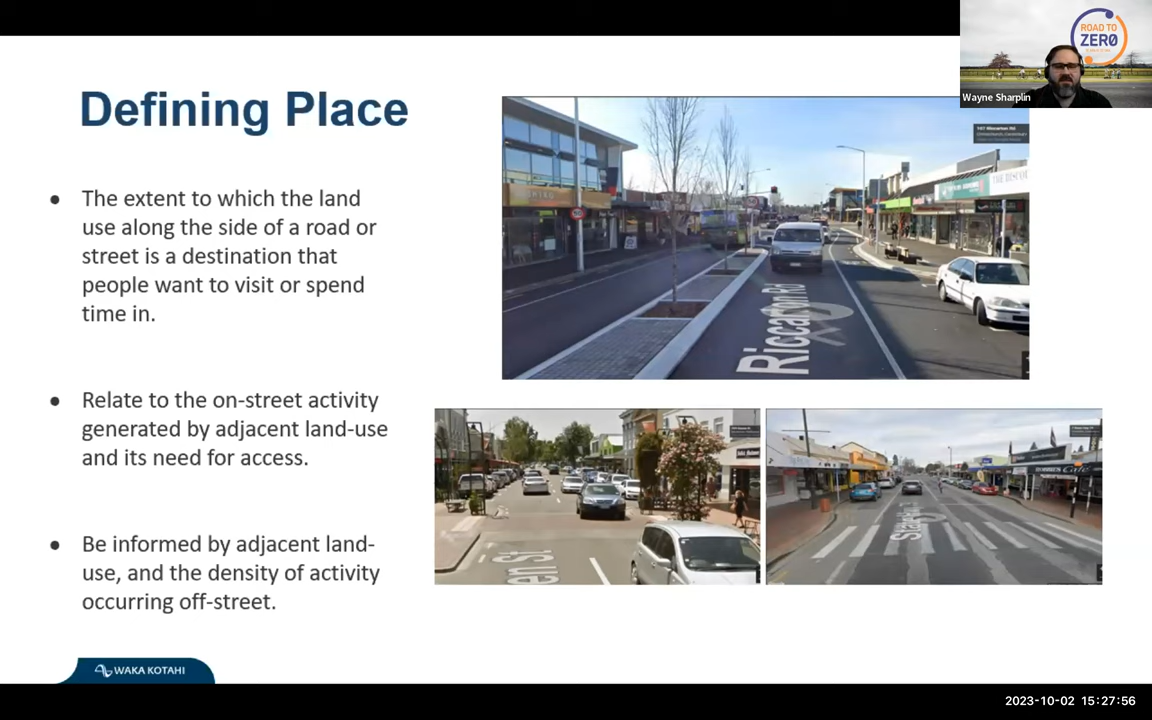 Defining Place
• The extent to which the land
use along the side of a road or
street is a destination that
people want to visit or spend
time in.
• Relate to the on-street activity
generated by adjacent land-use
and its need for access.
• Be informed by adjacent land-
use, and the density of activity
occurring off-street.
WAKA KOTAHI
ROAD TO
ZERØ
Wayne Sharplin
Riccarton Rd
en St
2023-10-02 15:27:56